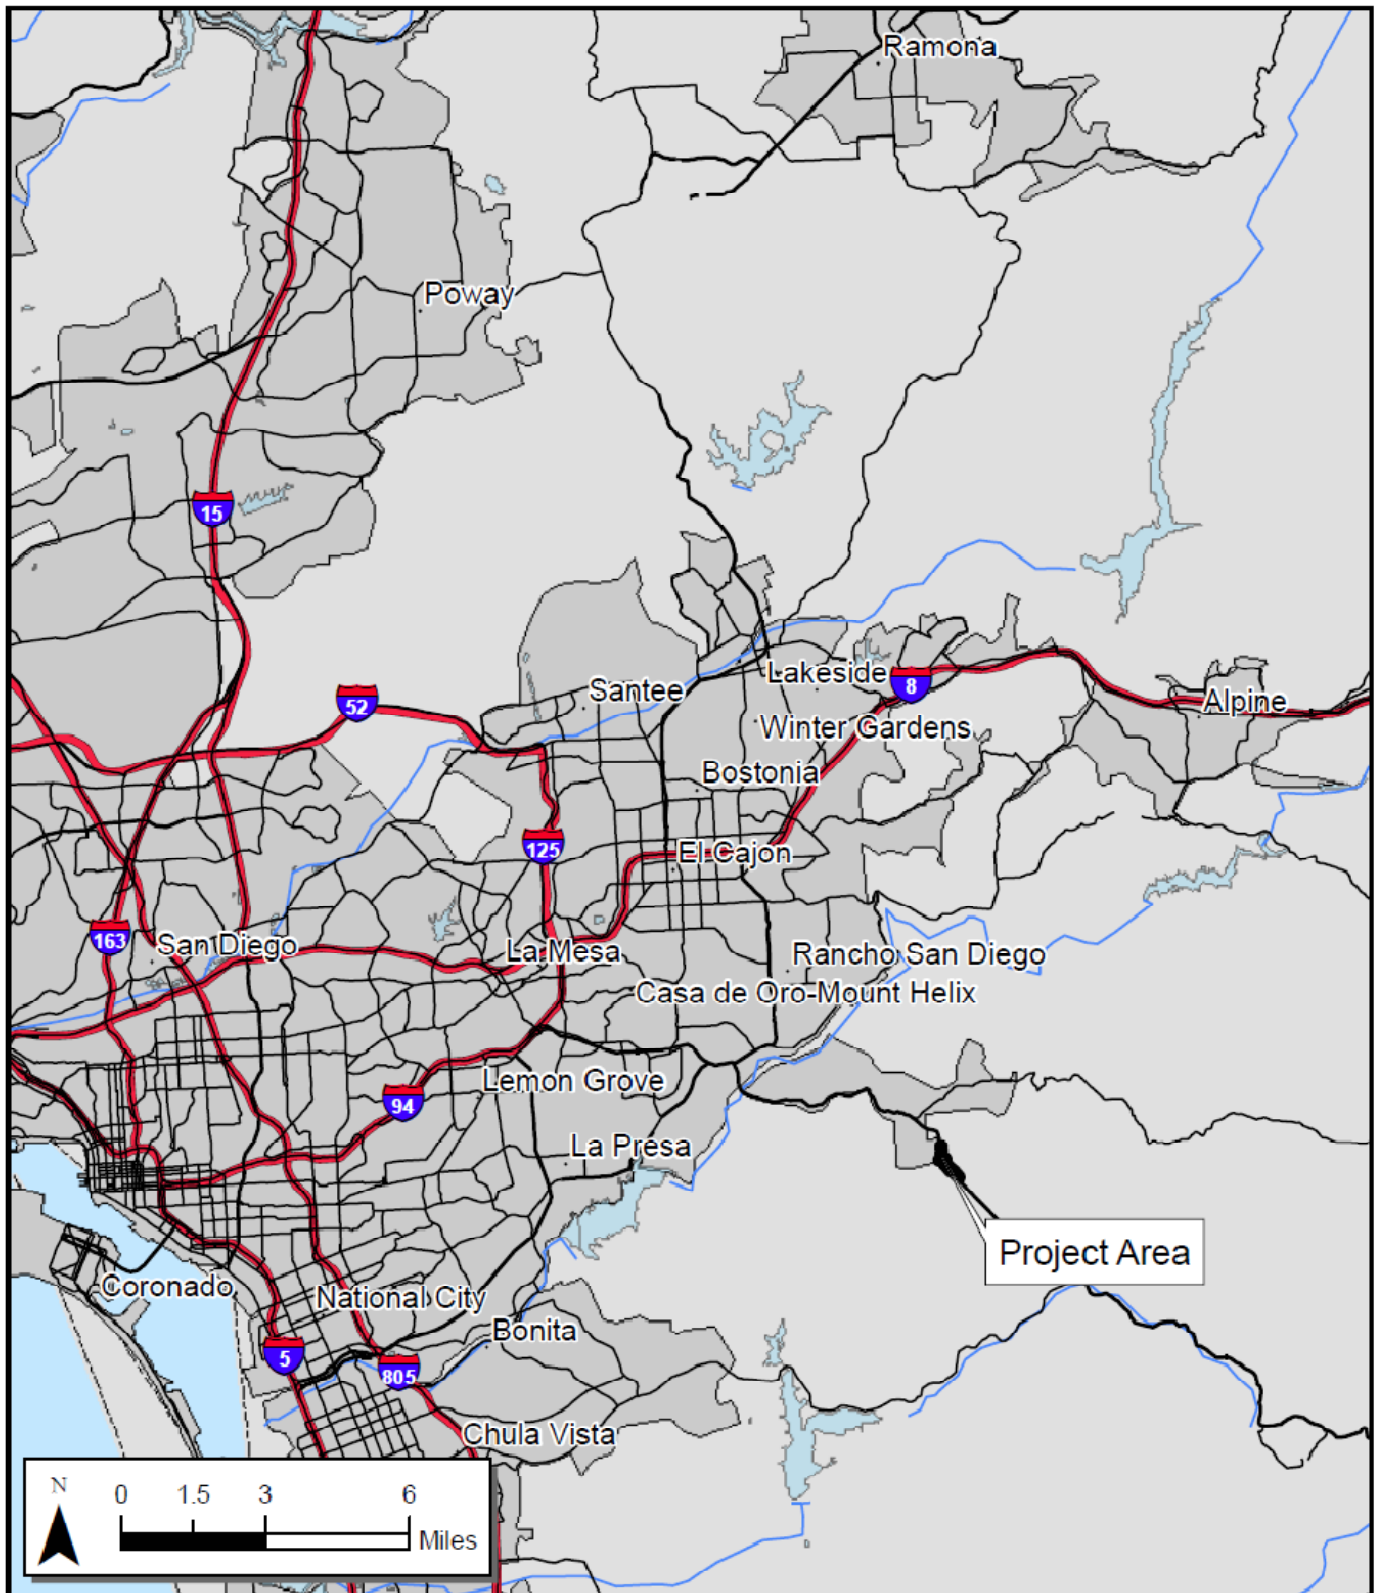 Ramona
Poway
15
Lakeside
8
Santee
52
Alpine
Winter Gardens
Bostonia
125
El Cajon
163
San Diego
La Mesa
Rancho San Diego
Casa de Oro-Mount Helix
Lemon Grove
94
La Presa
Project Area
Coronado
National City
Bonita
5
805
Chula Vista
N
0 1.5 3 6
Miles